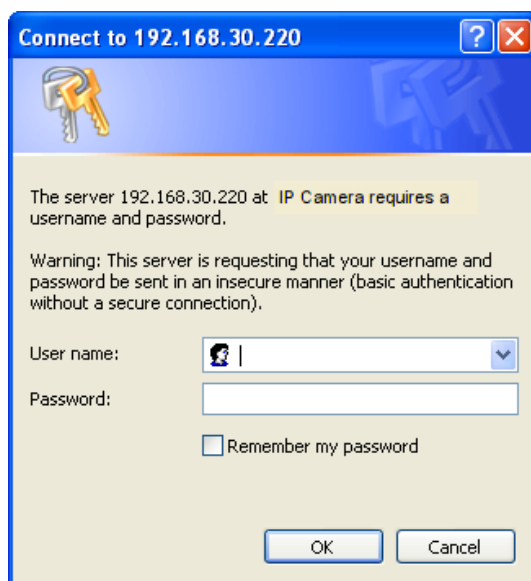 Connect to 192.168.30.220
The server 192.168.30.220 at IP Camera requires a
username and password.
Warning: This server is requesting that your username and
password be sent in an insecure manner (basic authentication
without a secure connection).
User name:
Password:
Remember my password
OK Cancel